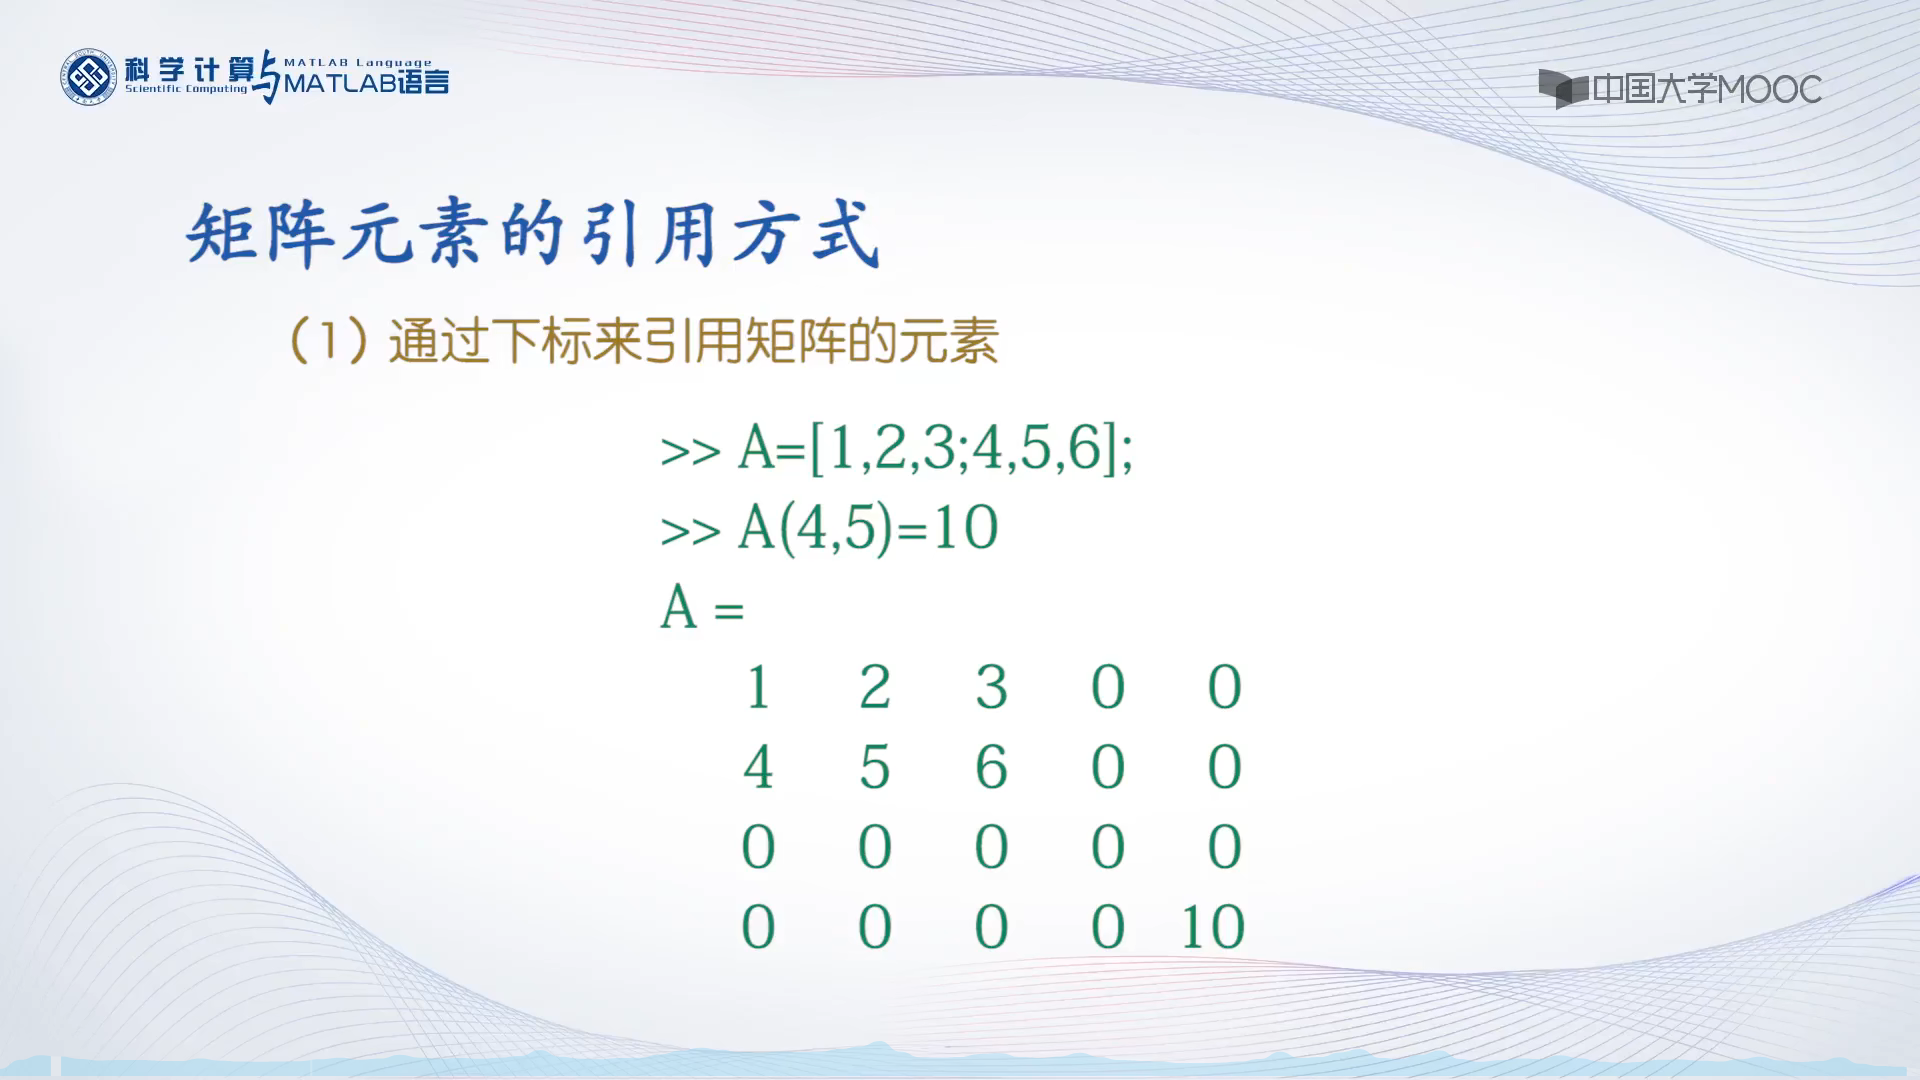 科学计算与MATLAB语言
Scientific Computing
MATLAB Language
中国大学MOOC
矩阵元素的引用方式
（1）通过下标来引用矩阵的元素
>> A=[1,2,3;4,5,6];
>> A(4,5)=10
A =
1 2 3 0 0
4 5 6 0 0
0 0 0 0 0
0 0 0 0 10